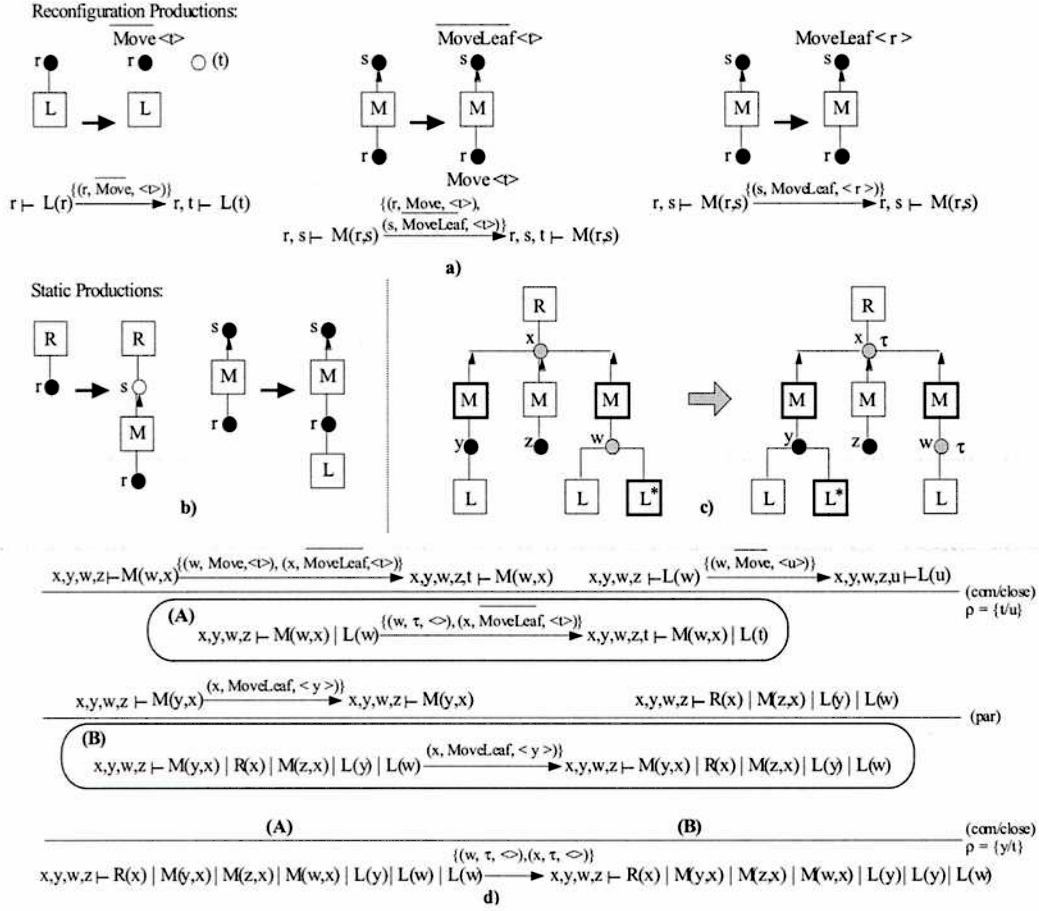 Reconfiguration Productions:
Move <t>
MoveLeaf <t>
MoveLeaf < r >
r
r
(t)
s
s
s
s
L
L
M
M
M
M
r
r
r
r
Move <t>
{(r, Move, <t>)}
r ⊢ L(r) → r, t ⊢ L(t)
{(r, Move, <t>),
(s, MoveLeaf, <t>)}
r, s ⊢ M(r,s) → r, s, t ⊢ M(r,s)
{(s, MoveLeaf, < r >)}
r, s ⊢ M(r,s) → r, s ⊢ M(r,s)
a)
Static Productions:
R
R
s
s
R
R
r
s
M
M
x
x
τ
M
r
r
M
M
M
M
M
M
r
L
y
z
w
y
z
w
τ
L
L
L*
L
L*
L
b)
c)
{(w, Move,<t>), (x, MoveLeaf,<t>)}
x,y,w,z ⊢ M(w,x) → x,y,w,z,t ⊢ M(w,x)
{(w, Move, <u>)}
x,y,w,z ⊢ L(w) → x,y,w,z,u ⊢ L(u)
(com/close)
ρ = {t/u}
(A)
{(w, τ, <>), (x, MoveLeaf, <t>)}
x,y,w,z ⊢ M(w,x) | L(w) → x,y,w,z,t ⊢ M(w,x) | L(t)
(x, MoveLeaf, < y >)}
x,y,w,z ⊢ M(y,x) → x,y,w,z ⊢ M(y,x)
x,y,w,z ⊢ R(x) | M(z,x) | L(y) | L(w)
(par)
(B)
(x, MoveLeaf, < y >)}
x,y,w,z ⊢ M(y,x) | R(x) | M(z,x) | L(y) | L(w) → x,y,w,z ⊢ M(y,x) | R(x) | M(z,x) | L(y) | L(w)
(A)
(B)
(com/close)
ρ = {y/t}
{(w, τ, <>),(x, τ, <>}
x,y,w,z ⊢ R(x) | M(y,x) | M(z,x) | M(w,x) | L(y) | L(w) | L(w) → x,y,w,z ⊢ R(x) | M(y,x) | M(z,x) | M(w,x) | L(y) | L(y) | L(w)
d)